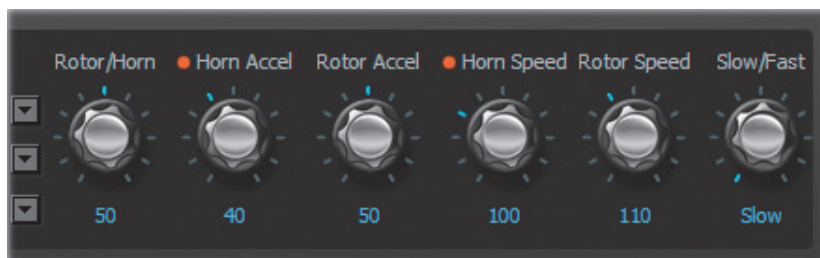 Rotor/Horn Horn Accel Rotor Accel Horn Speed Rotor Speed Slow/Fast
50 40 50 100 110 Slow